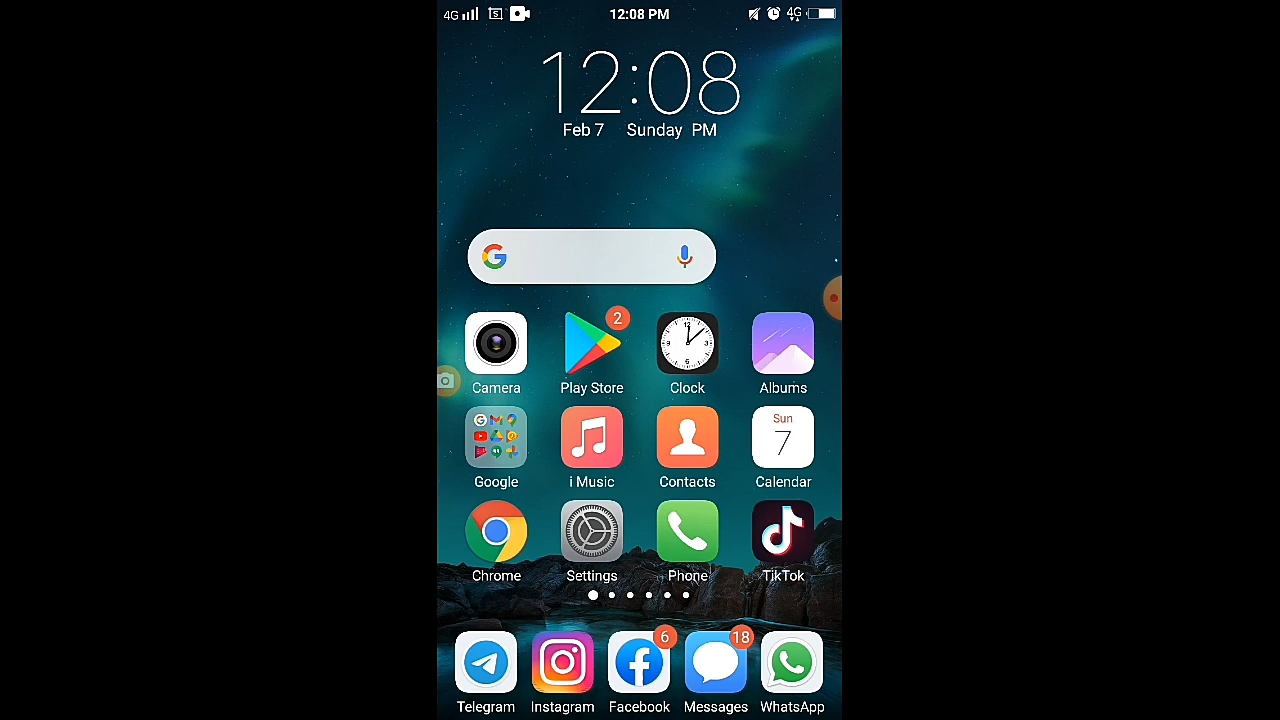 4G 12:08 PM 4G
12:08
Feb 7 Sunday PM
2
Camera Play Store Clock Albums
Sun
7
Google i Music Contacts Calendar
Chrome Settings Phone TikTok
6 18
Telegram Instagram Facebook Messages WhatsApp